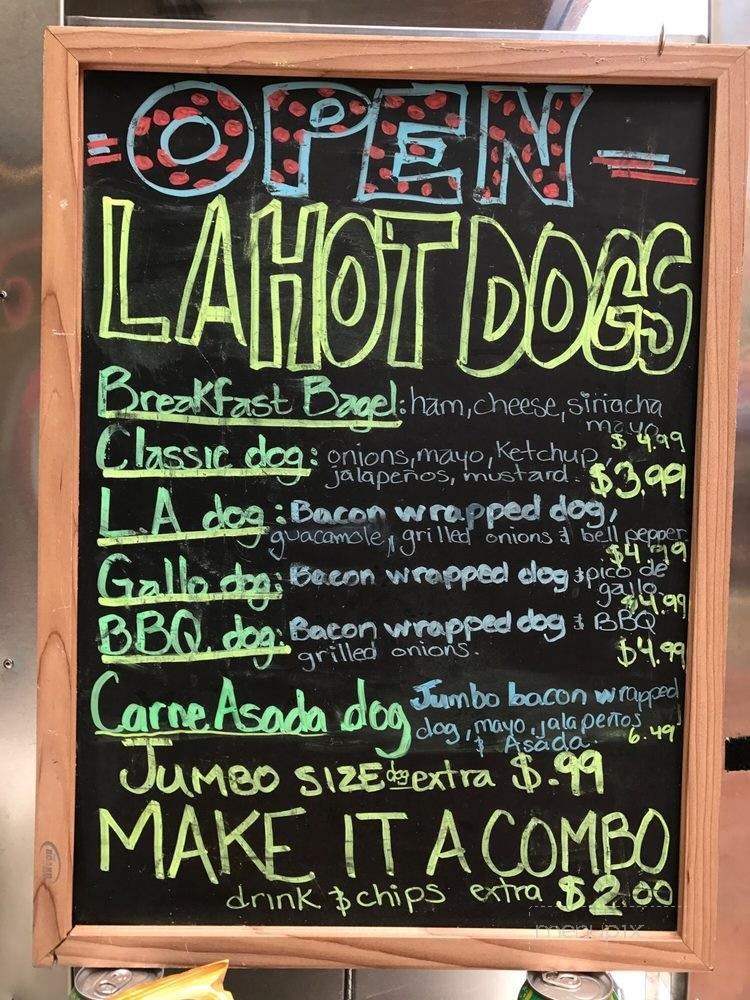 OPEN
LA HOT DOGS
Breakfast Bagel: ham, cheese, sirracha
mayo
$4.99
Classic dog: onions, mayo, Ketchup,
jalapeños, mustard. $3.99
L.A dog: Bacon wrapped dog,
guacamole, grilled onions & bell pepper
$4.99
Gallo dog: Bacon wrapped dog & pico de
gallo.
$4.99
BBQ dog: Bacon wrapped dog & BBQ
grilled onions. $4.99
Carne Asada dog Jumbo bacon wrapped
dog, mayo, jalapeños
& Asada. 6.49
JUMBO SIZE dog extra $.99
MAKE IT A COMBO
drink & chips extra $2.00
menupix